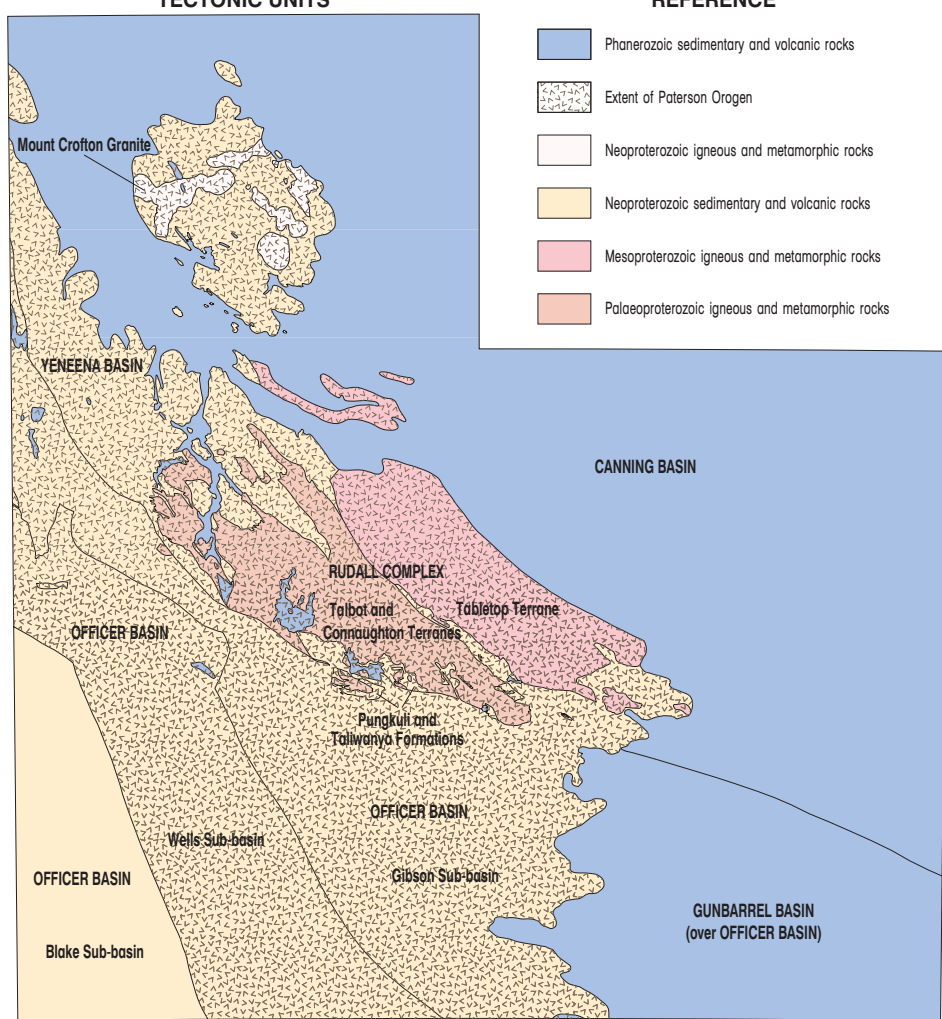 TECTONIC UNITS
REFERENCE
Phanerozoic sedimentary and volcanic rocks
Extent of Paterson Orogen
Neoproterozoic igneous and metamorphic rocks
Neoproterozoic sedimentary and volcanic rocks
Mesoproterozoic igneous and metamorphic rocks
Palaeoproterozoic igneous and metamorphic rocks
Mount Crofton Granite
YENEENA BASIN
CANNING BASIN
RUDALL COMPLEX
Talbot and
Connaughton Terranes
Tabletop Terrane
OFFICER BASIN
Pungkuli and
Taliwanya Formations
OFFICER BASIN
Wells Sub-basin
Gibson Sub-basin
OFFICER BASIN
Blake Sub-basin
GUNBARREL BASIN
(over OFFICER BASIN)